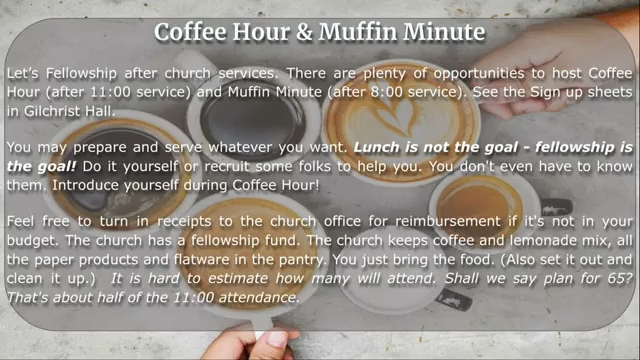 Coffee Hour & Muffin Minute
Let’s Fellowship after church services. There are plenty of opportunities to host Coffee
Hour (after 11:00 service) and Muffin Minute (after 8:00 service). See the Sign up sheets
in Gilchrist Hall.
You may prepare and serve whatever you want. Lunch is not the goal - fellowship is
the goal! Do it yourself or recruit some folks to help you. You don't even have to know
them. Introduce yourself during Coffee Hour!
Feel free to turn in receipts to the church office for reimbursement if it's not in your
budget. The church has a fellowship fund. The church keeps coffee and lemonade mix, all
the paper products and flatware in the pantry. You just bring the food. (Also set it out and
clean it up.) It is hard to estimate how many will attend. Shall we say plan for 65?
That's about half of the 11:00 attendance.